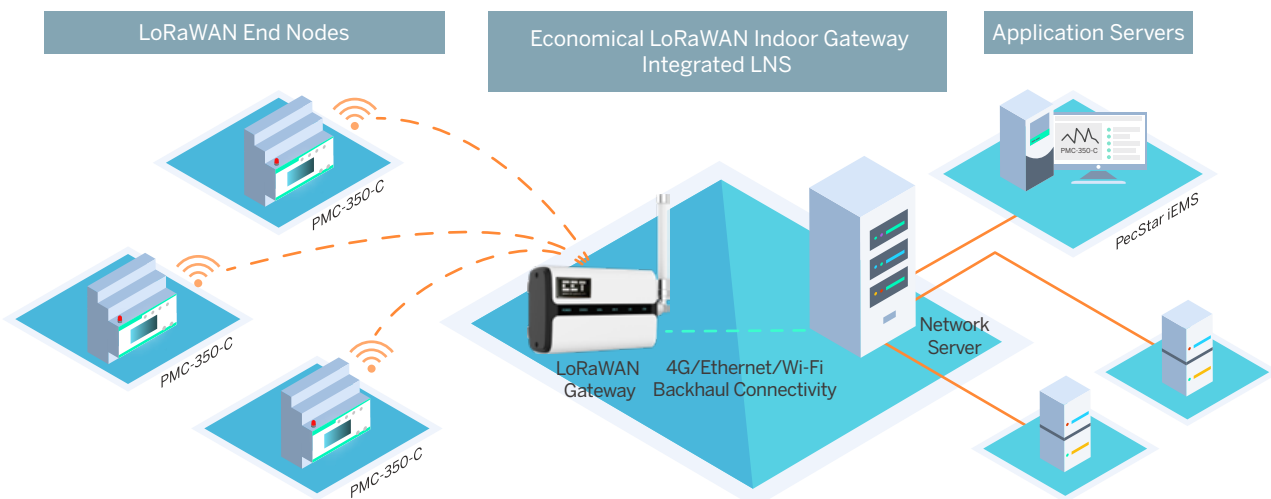 LoRaWAN End Nodes
Economical LoRaWAN Indoor Gateway
Integrated LNS
Application Servers
PMC-350-C
PMC-350-C
PMC-350-C
CET
LoRaWAN
Gateway
4G/Ethernet/Wi-Fi
Backhaul Connectivity
Network
Server
PMC-350-C
PecStar iEMS